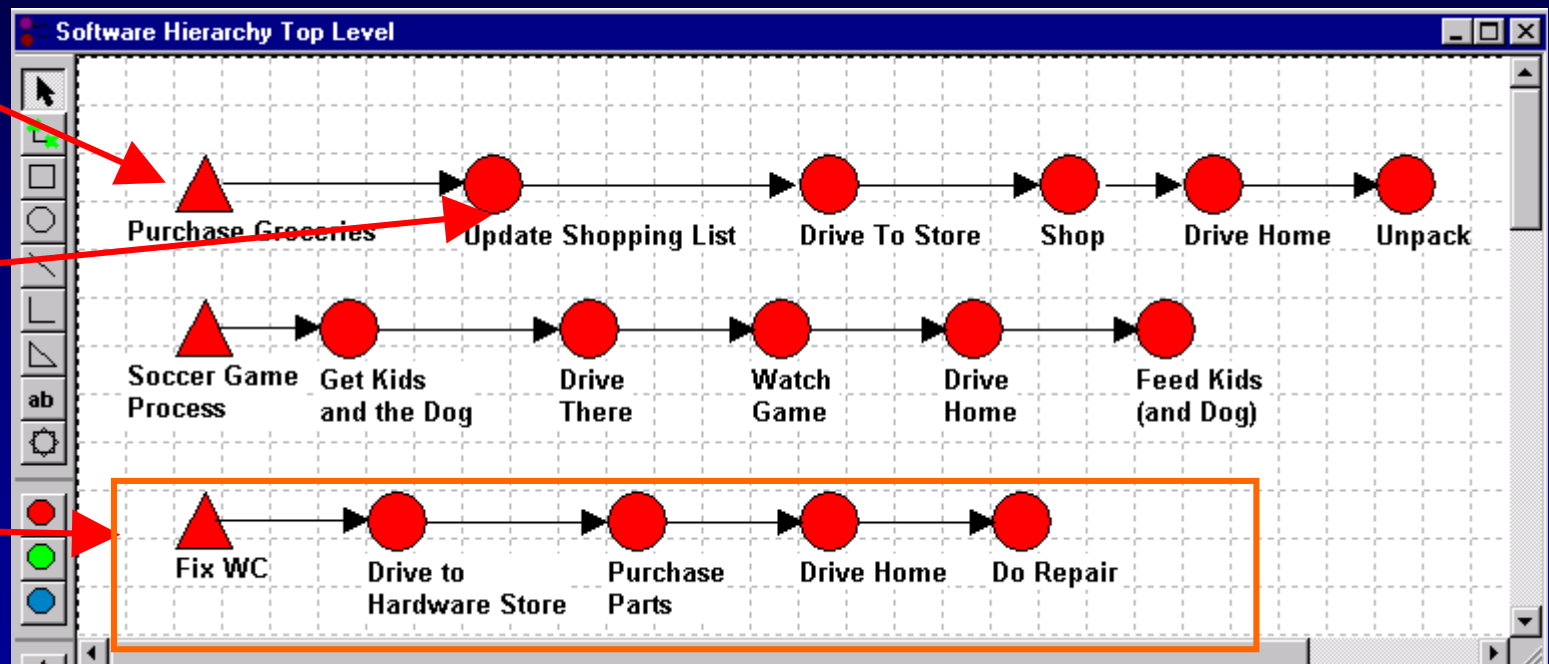 Software Hierarchy Top Level
Purchase Groceries
Update Shopping List
Drive To Store
Shop
Drive Home
Unpack
Soccer Game
Process
Get Kids
and the Dog
Drive
There
Watch
Game
Drive
Home
Feed Kids
(and Dog)
ab
Fix WC
Drive to
Hardware Store
Purchase
Parts
Drive Home
Do Repair